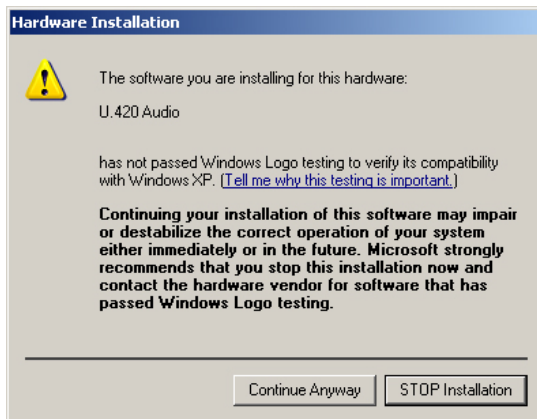 Hardware Installation
The software you are installing for this hardware:
U.420 Audio
has not passed Windows Logo testing to verify its compatibility
with Windows XP. (Tell me why this testing is important.)
Continuing your installation of this software may impair
or destabilize the correct operation of your system
either immediately or in the future. Microsoft strongly
recommends that you stop this installation now and
contact the hardware vendor for software that has
passed Windows Logo testing.
Continue Anyway
STOP Installation